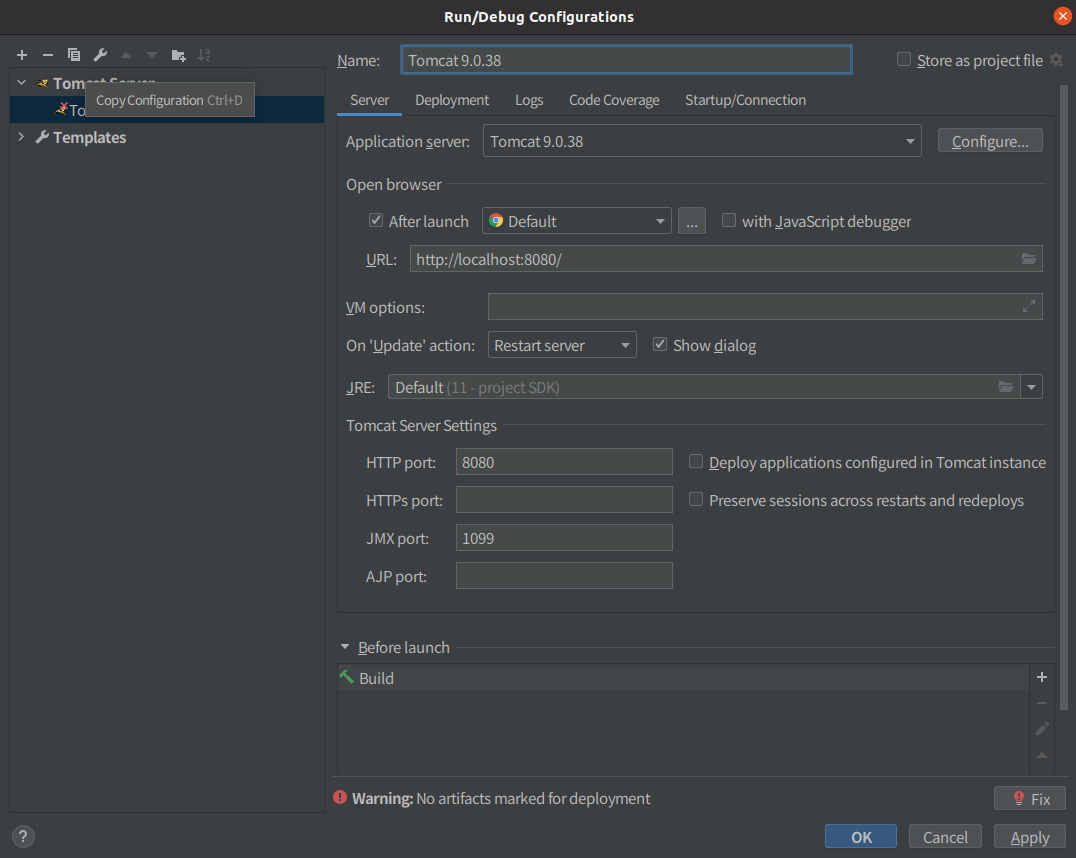 Run/Debug Configurations
Name: Tomcat 9.0.38 Store as project file
Tomcat Server
Copy Configuration Ctrl+D
To
Templates
Server Deployment Logs Code Coverage Startup/Connection
Application server: Tomcat 9.0.38 Configure...
Open browser
After launch Default ... with JavaScript debugger
URL: http://localhost:8080/
VM options:
On 'Update' action: Restart server Show dialog
JRE: Default (11 - project SDK)
Tomcat Server Settings
HTTP port: 8080 Deploy applications configured in Tomcat instance
HTTPs port: Preserve sessions across restarts and redeploys
JMX port: 1099
AJP port:
Before launch
Build
Warning: No artifacts marked for deployment Fix
? OK Cancel Apply